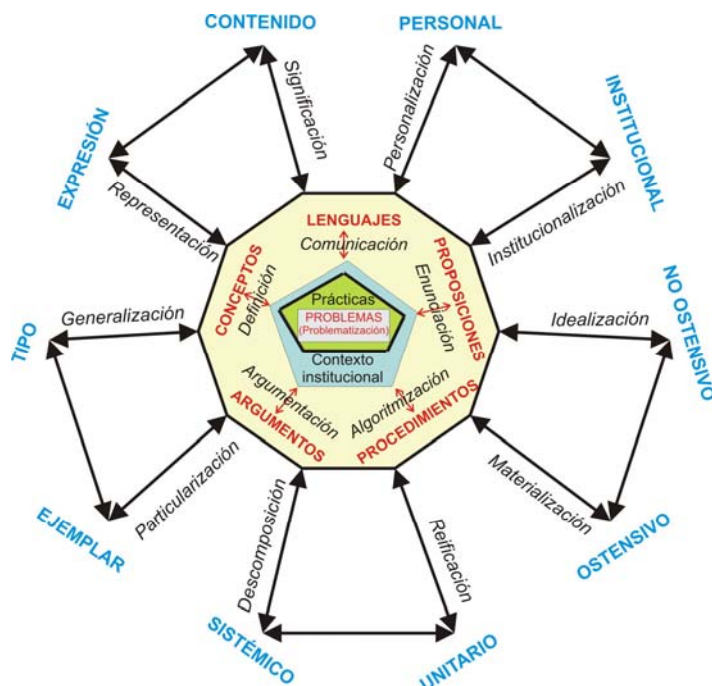 CONTENIDO
PERSONAL
Significación
Personalización
EXPRESIÓN
INSTITUCIONAL
Representación
Institucionalización
LENGUAJES
Comunicación
CONCEPTOS
Definición
PROPOSICIONES
Enundiación
Prácticas
PROBLEMAS
(Problematización)
Contexto
institucional
TIPO
Generalización
Idealización
NO OSTENSIVO
Argumentación
ARGUMENTOS
Algoritmización
PROCEDIMIENTOS
EJEMPLAR
Particularización
Materialización
OSTENSIVO
Descomposición
Reificación
SISTÉMICO
UNITARIO